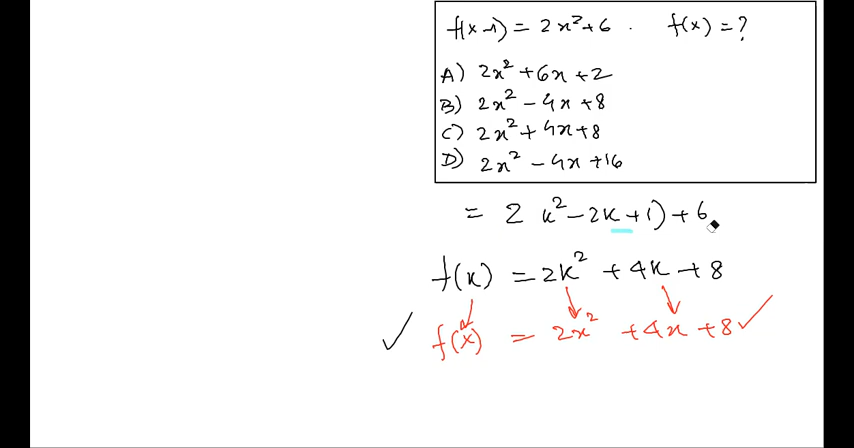 f(x-1) = 2x²+6 . f(x) = ?
A) 2x² + 6x + 2
B) 2x² - 4x + 8
C) 2x² + 4x + 8
D) 2x² - 4x + 16
= 2 k² - 2k + 1) + 6
f(k) = 2k² + 4k + 8
f(x) = 2x² + 4x + 8